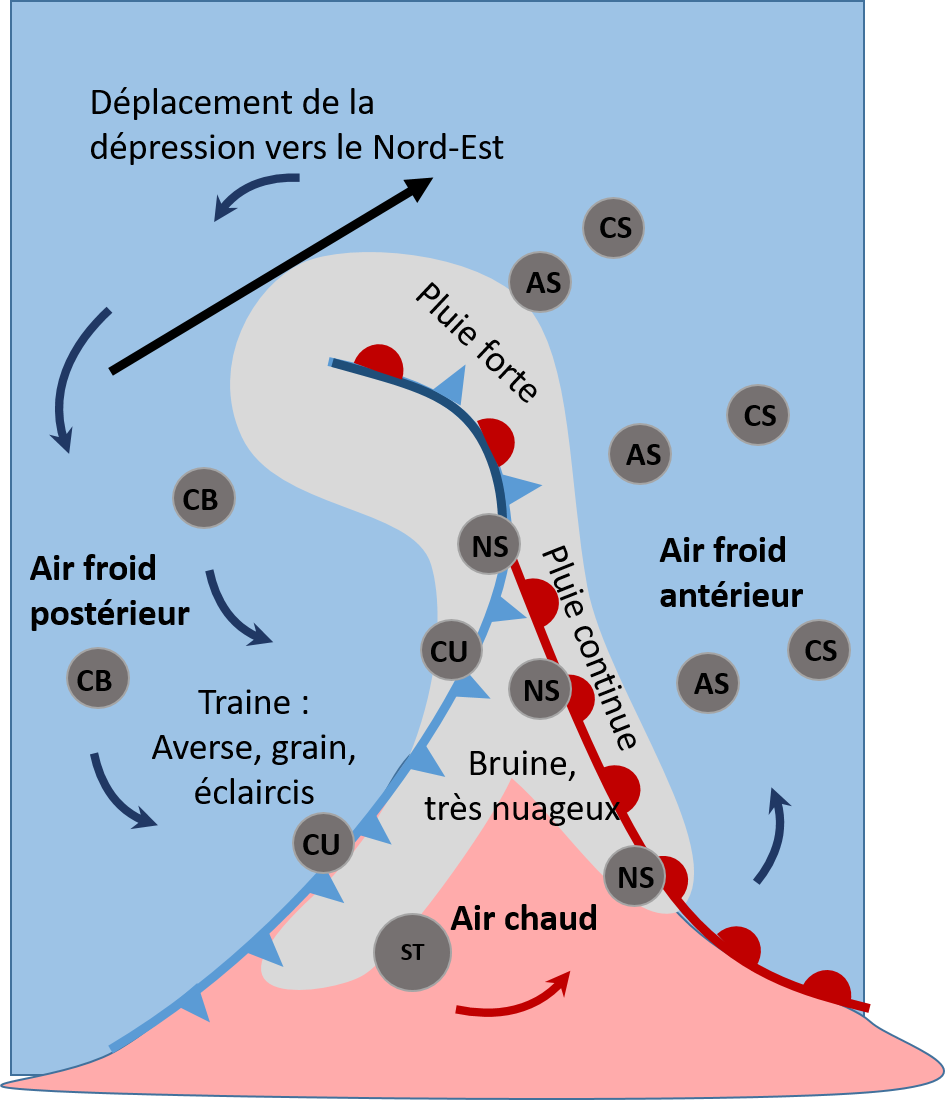 Déplacement de la
dépression vers le Nord-Est
CS
AS
Pluie forte
CS
AS
CB
NS
Air froid
postérieur
Pluie continue
Air froid
antérieur
CU
CS
CB
NS
AS
Traine :
Averse, grain,
éclaircis
Bruine,
très nuageux
CU
NS
Air chaud
ST